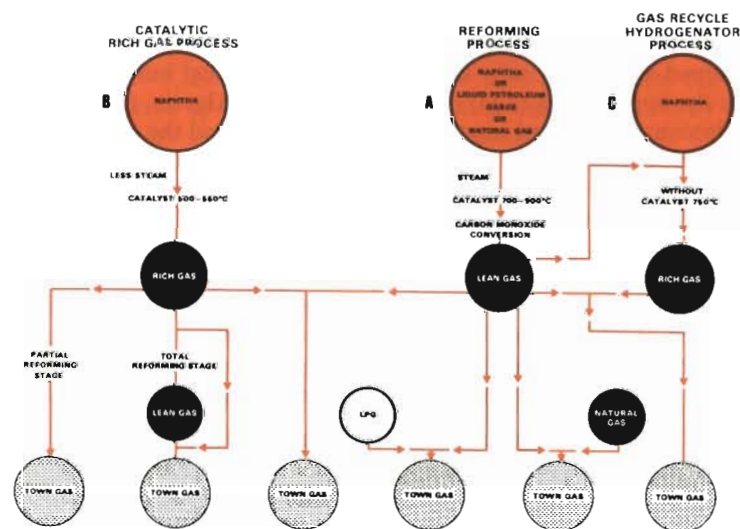 CATALYTIC
RICH GAS PROCESS
REFORMING
PROCESS
GAS RECYCLE
HYDROGENATOR
PROCESS
B
NAPHTHA
A
NAPHTHA
OR
LIQUID PETROLEUM
GASES
OR
NATURAL GAS
C
NAPHTHA
LESS STEAM
CATALYST 500-550°C
STEAM
CATALYST 700-900°C
CARBON MONOXIDE
CONVERSION
WITHOUT
CATALYST 750°C
RICH GAS
LEAN GAS
RICH GAS
PARTIAL
REFORMING
STAGE
TOTAL
REFORMING STAGE
LEAN GAS
LPG
NATURAL
GAS
TOWN GAS
TOWN GAS
TOWN GAS
TOWN GAS
TOWN GAS
TOWN GAS